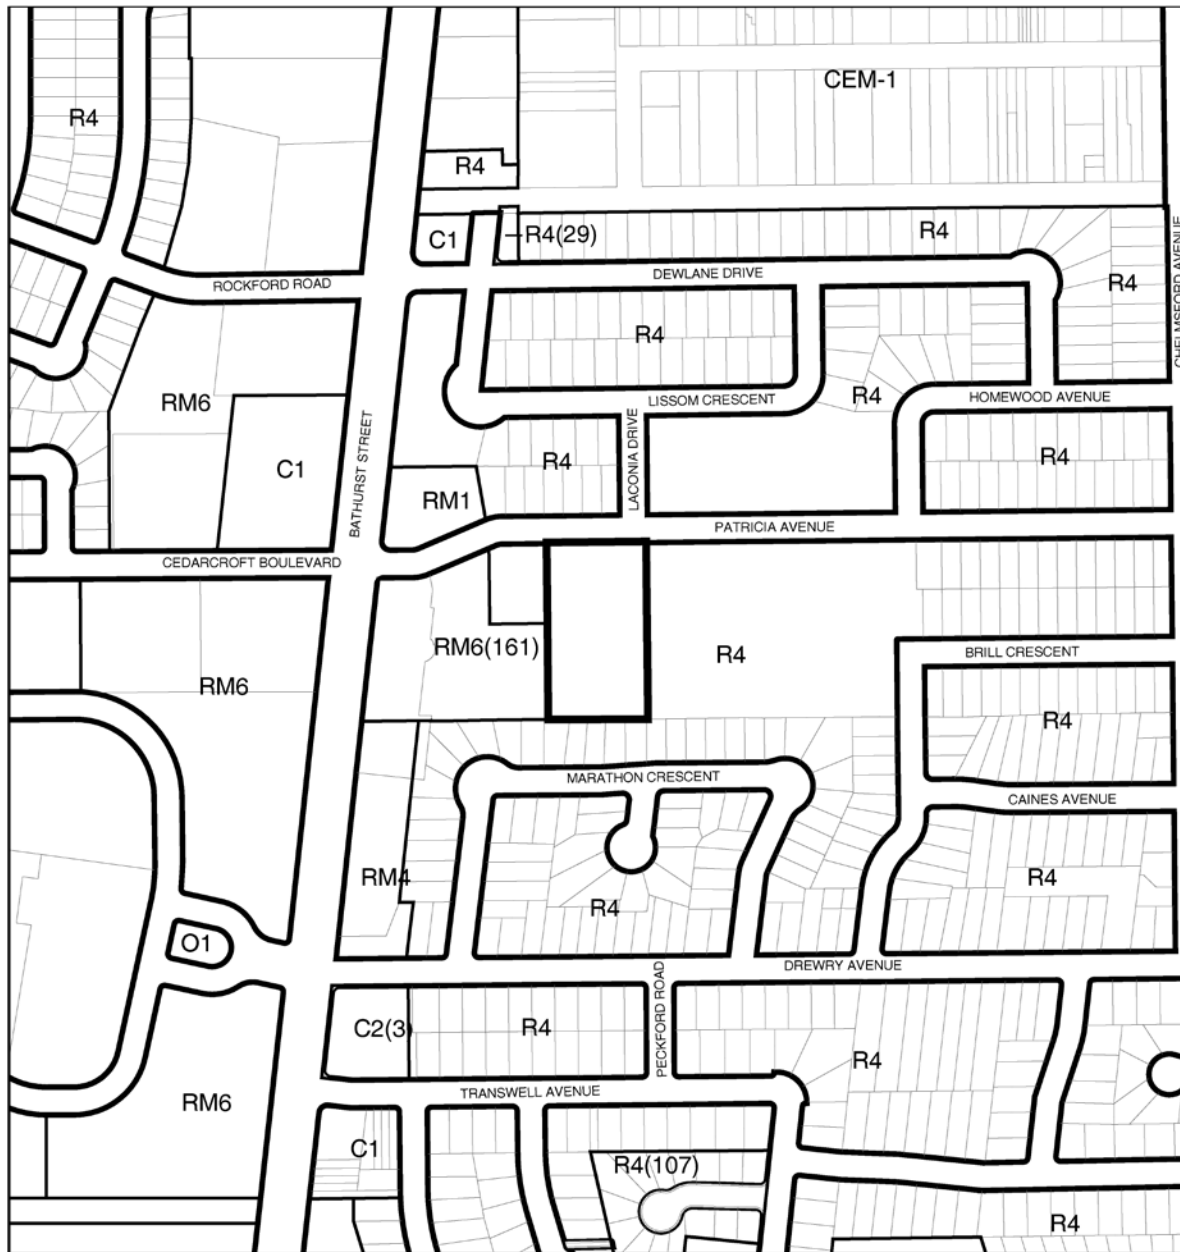 CEM-1
R4
R4
R4(29)
R4
C1
CHELMSFORD AVENUE
DEWLANE DRIVE
ROCKFORD ROAD
R4
R4
LISSOM CRESCENT
R4
HOMEWOOD AVENUE
RM6
BATHURST STREET
LACONIA DRIVE
R4
R4
C1
RM1
PATRICIA AVENUE
CEDARCROFT BOULEVARD
RM6(161)
R4
BRILL CRESCENT
RM6
R4
MARATHON CRESCENT
CAINES AVENUE
RM4
R4
R4
O1
DREWRY AVENUE
PECKFORD ROAD
C2(3)
R4
R4
TRANSWELL AVENUE
RM6
C1
R4(107)
R4